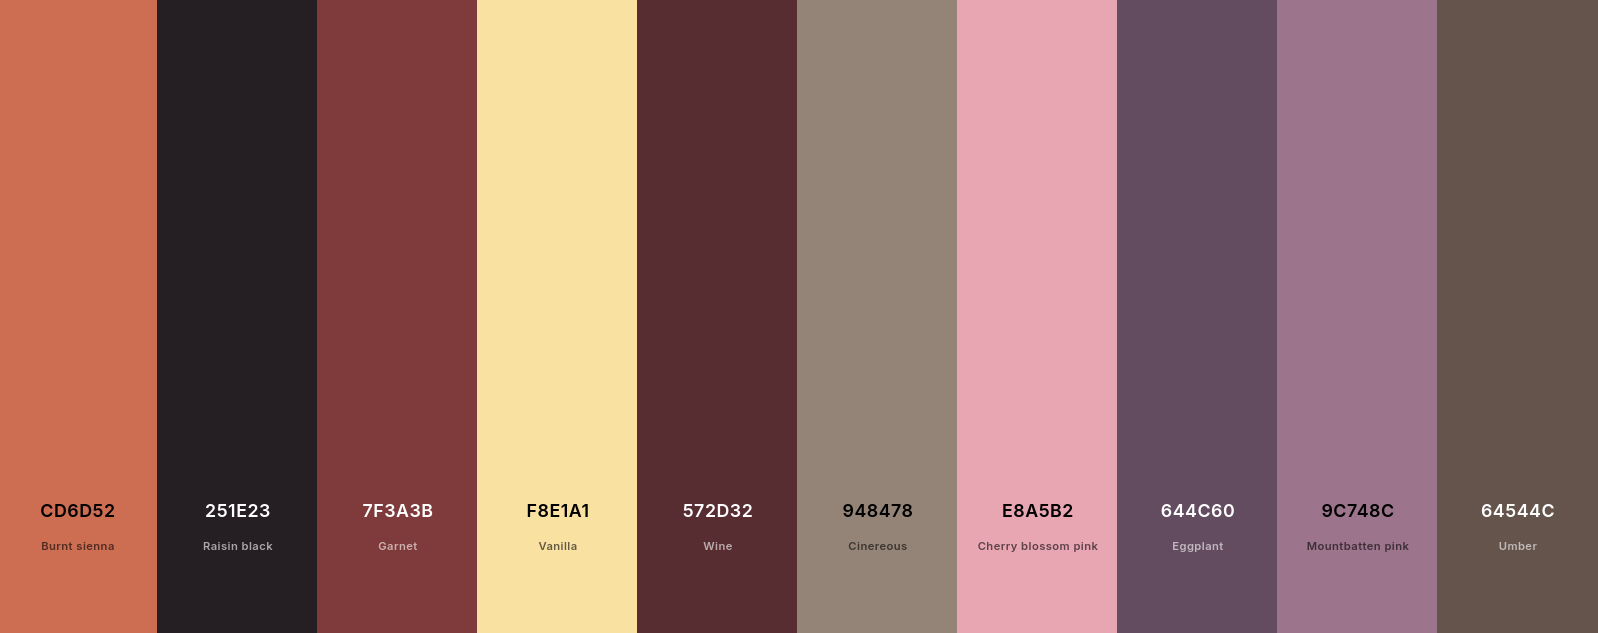 CD6D52
Burnt sienna
251E23
Raisin black
7F3A3B
Garnet
F8E1A1
Vanilla
572D32
Wine
948478
Cinereous
E8A5B2
Cherry blossom pink
644C60
Eggplant
9C748C
Mountbatten pink
64544C
Umber